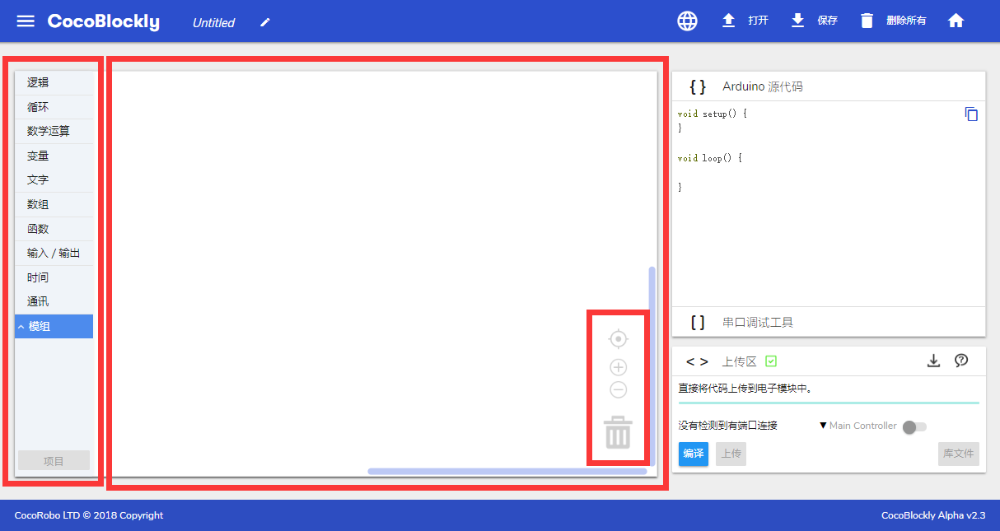 CocoBlockly
Untitled
打开
保存
删除所有
逻辑
循环
数学运算
变量
文字
数组
函数
输入 / 输出
时间
通讯
模组
项目
{ } Arduino 源代码
void setup() {
}
void loop() {
}
[ ] 串口调试工具
< > 上传区
直接将代码上传到电子模块中。
没有检测到有端口连接
▼ Main Controller
编译
上传
库文件
CocoRobo LTD © 2018 Copyright
CocoBlockly Alpha v2.3